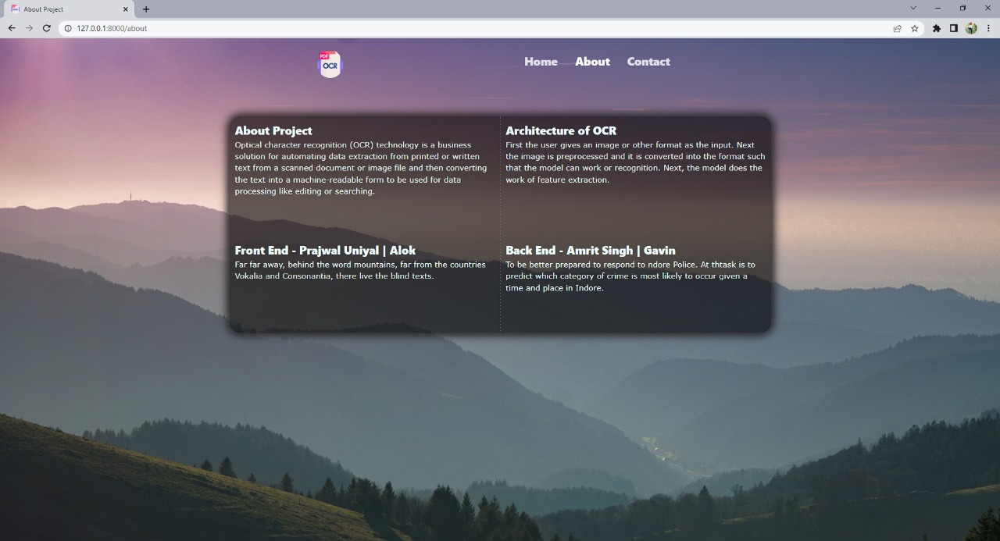 About Project
127.0.0.1:8000/about
PDF
OCR
Home About Contact
About Project
Optical character recognition (OCR) technology is a business
solution for automating data extraction from printed or written
text from a scanned document or image file and then converting
the text into a machine-readable form to be used for data
processing like editing or searching.
Architecture of OCR
First the user gives an image or other format as the input. Next
the image is preprocessed and it is converted into the format such
that the model can work or recognition. Next, the model does the
work of feature extraction.
Front End - Prajwal Uniyal | Alok
Far far away, behind the word mountains, far from the countries
Vokalia and Consonantia, there live the blind texts.
Back End - Amrit Singh | Gavin
To be better prepared to respond to ndore Police. At thtask is to
predict which category of crime is most likely to occur given a
time and place in Indore.